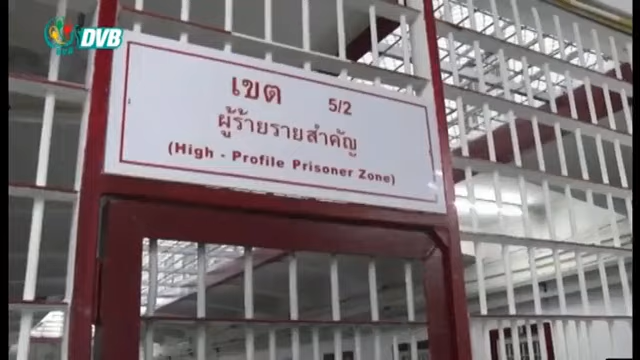 DVB
เขต 5/2
ผู้ร้ายรายสำคัญ
(High - Profile Prisoner Zone)